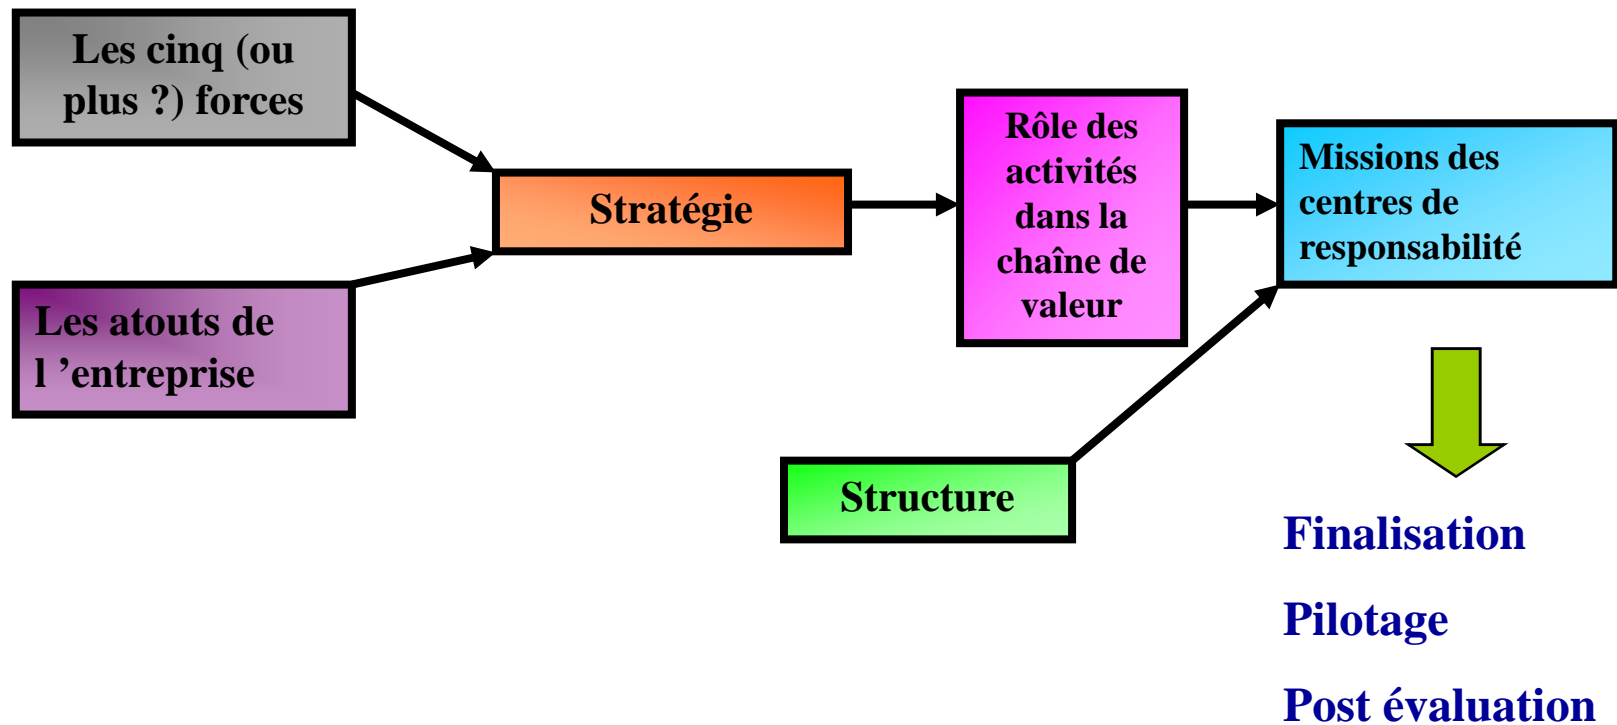 Les cinq (ou
plus ?) forces
Les atouts de
l ’entreprise
Stratégie
Rôle des
activités
dans la
chaîne de
valeur
Missions des
centres de
responsabilité
Structure
Finalisation
Pilotage
Post évaluation